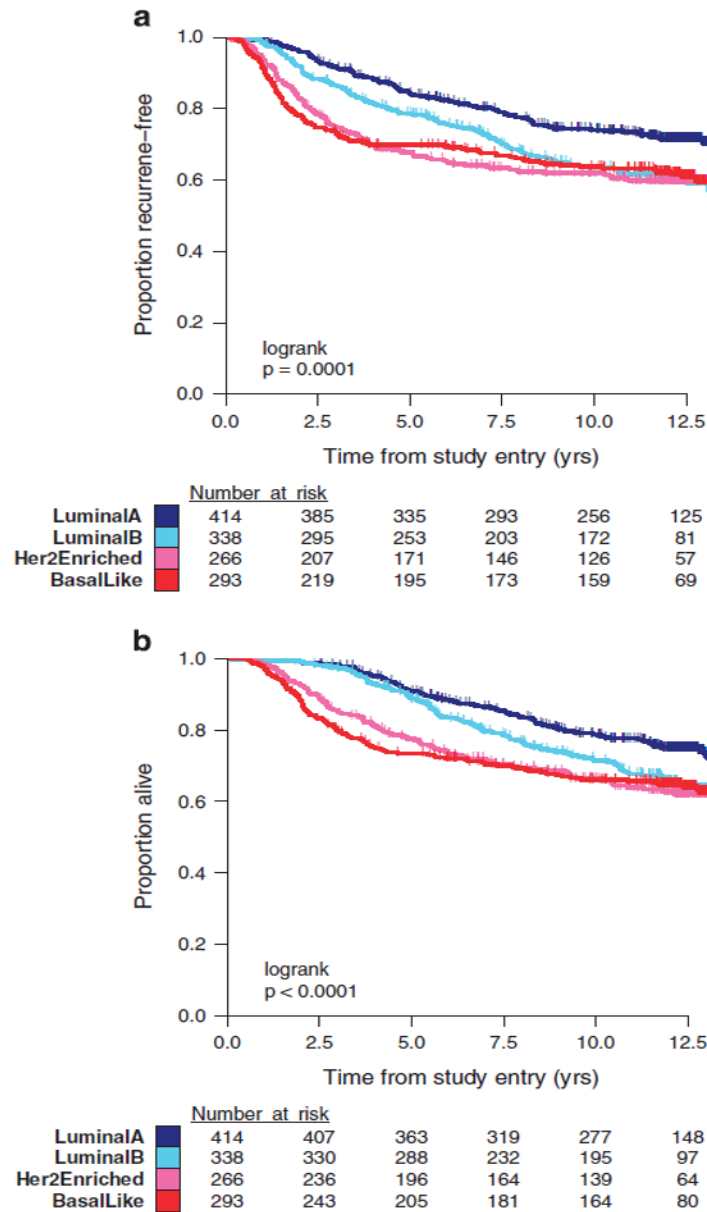 a
1.0
0.8
0.6
0.4
0.2
0.0
Proportion recurrene–free
logrank
p = 0.0001
0.0 2.5 5.0 7.5 10.0 12.5
Time from study entry (yrs)
Number at risk
LuminalA 414 385 335 293 256 125
LuminalB 338 295 253 203 172 81
Her2Enriched 266 207 171 146 126 57
BasalLike 293 219 195 173 159 69
b
1.0
0.8
0.6
0.4
0.2
0.0
Proportion alive
logrank
p < 0.0001
0.0 2.5 5.0 7.5 10.0 12.5
Time from study entry (yrs)
Number at risk
LuminalA 414 407 363 319 277 148
LuminalB 338 330 288 232 195 97
Her2Enriched 266 236 196 164 139 64
BasalLike 293 243 205 181 164 80